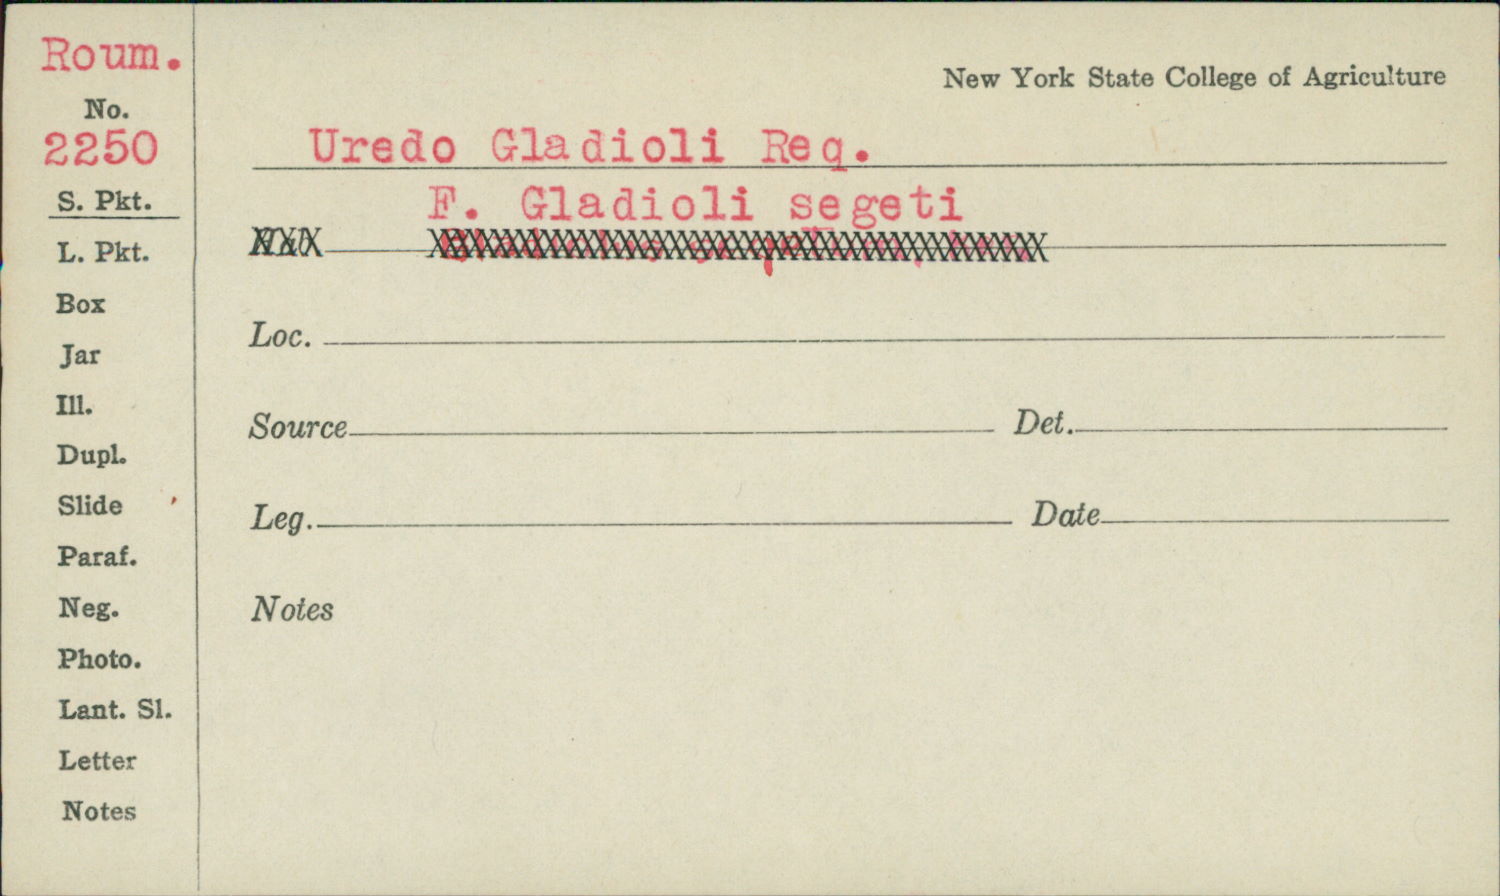 Roum.
No.
2250
S. Pkt.
L. Pkt.
Box
Jar
Ill.
Dupl.
Slide
Paraf.
Neg.
Photo.
Lant. Sl.
Letter
Notes
New York State College of Agriculture
Uredo Gladioli Req.
F. Gladioli segeti
Loc.
Source Det.
Leg. Date
Notes